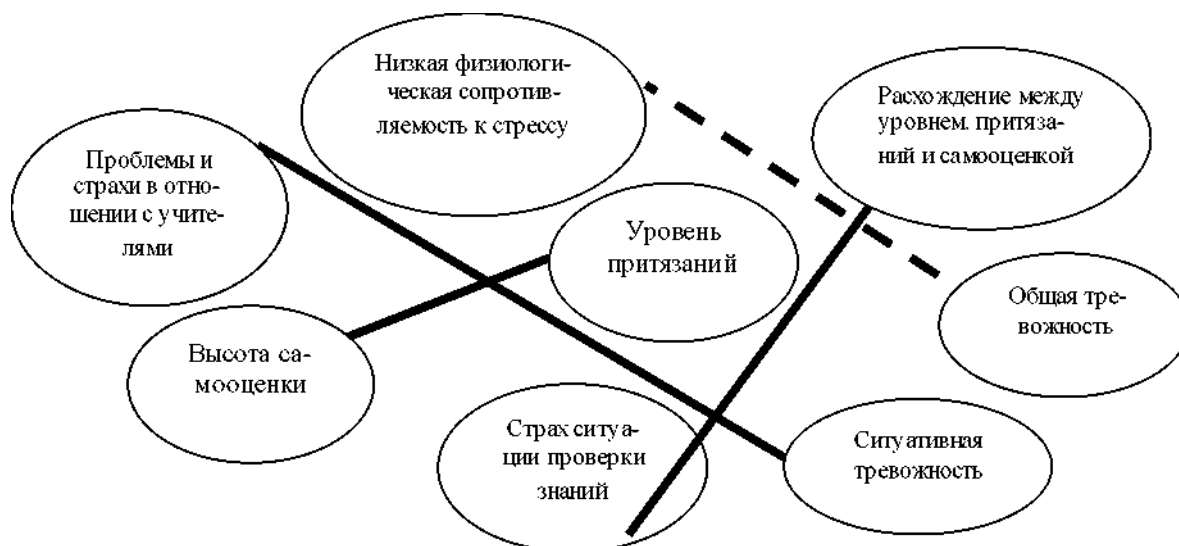 Низкая физиологи-
ческая сопротив-
ляемость к стрессу
Расхождение между
уровнем, притяза-
ний и самооценкой
Проблемы и
страхи в отно-
шении с учите-
лями
Уровень
притязаний
Общая тре-
вожность
Высота са-
мооценки
Страх ситуа-
ции проверки
знаний
Ситуативная
тревожность